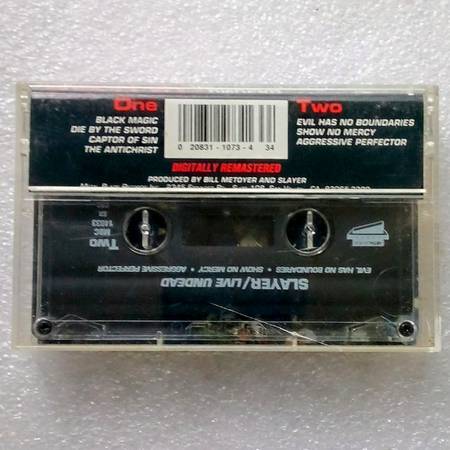 One
BLACK MAGIC
DIE BY THE SWORD
CAPTOR OF SIN
THE ANTICHRIST
0 20831-1073-4 34
Two
EVIL HAS NO BOUNDARIES
SHOW NO MERCY
AGGRESSIVE PERFECTOR
DIGITALLY REMASTERED
PRODUCED BY BILL METOYER AND SLAYER
Two
MBC
SLAYER/LIVE UNDEAD
EVIL HAS NO BOUNDARIES • SHOW NO MERCY • AGGRESSIVE PERFECTOR